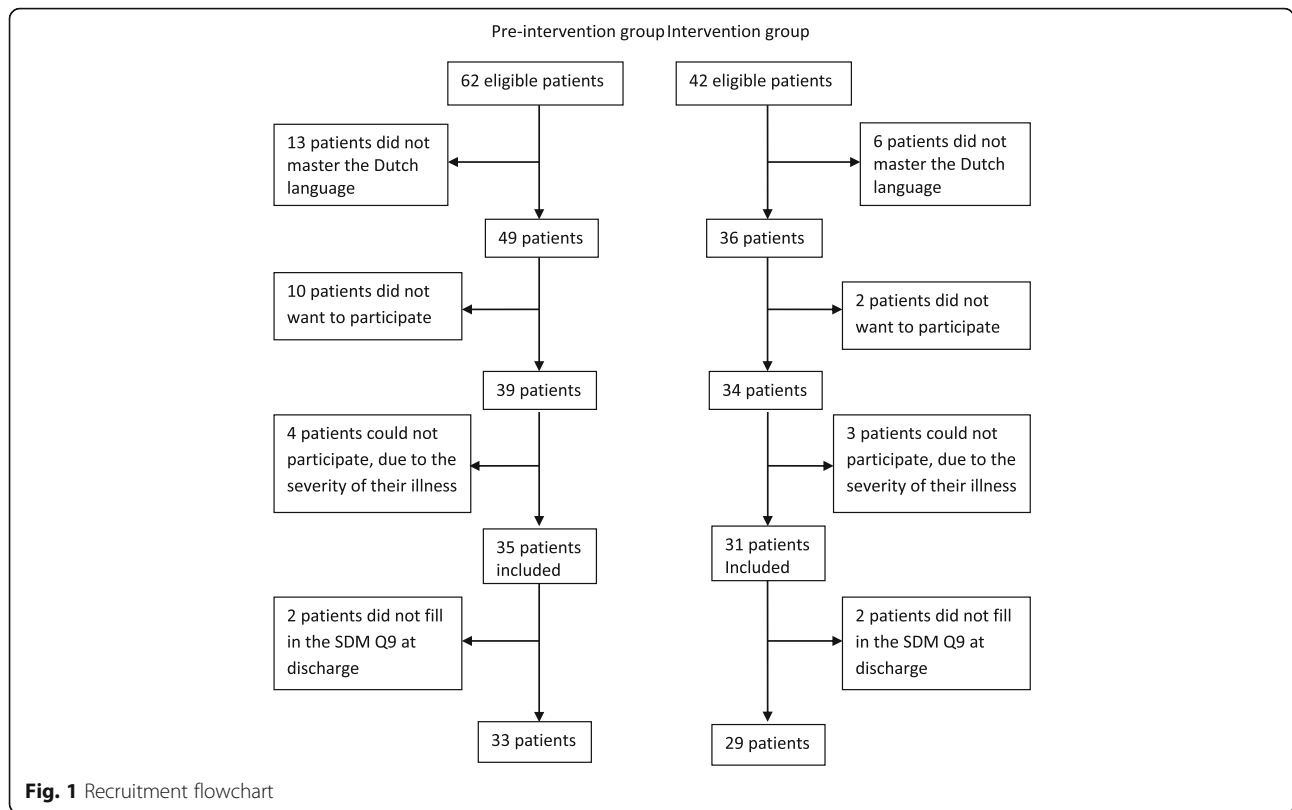 Pre-intervention group Intervention group
62 eligible patients
42 eligible patients
13 patients did not
master the Dutch
language
6 patients did not
master the Dutch
language
49 patients
36 patients
10 patients did not
want to participate
2 patients did not
want to participate
39 patients
34 patients
4 patients could not
participate, due to the
severity of their illness
3 patients could not
participate, due to the
severity of their illness
35 patients
included
31 patients
Included
2 patients did not fill
in the SDM Q9 at
discharge
2 patients did not fill
in the SDM Q9 at
discharge
33 patients
29 patients
Fig. 1 Recruitment flowchart